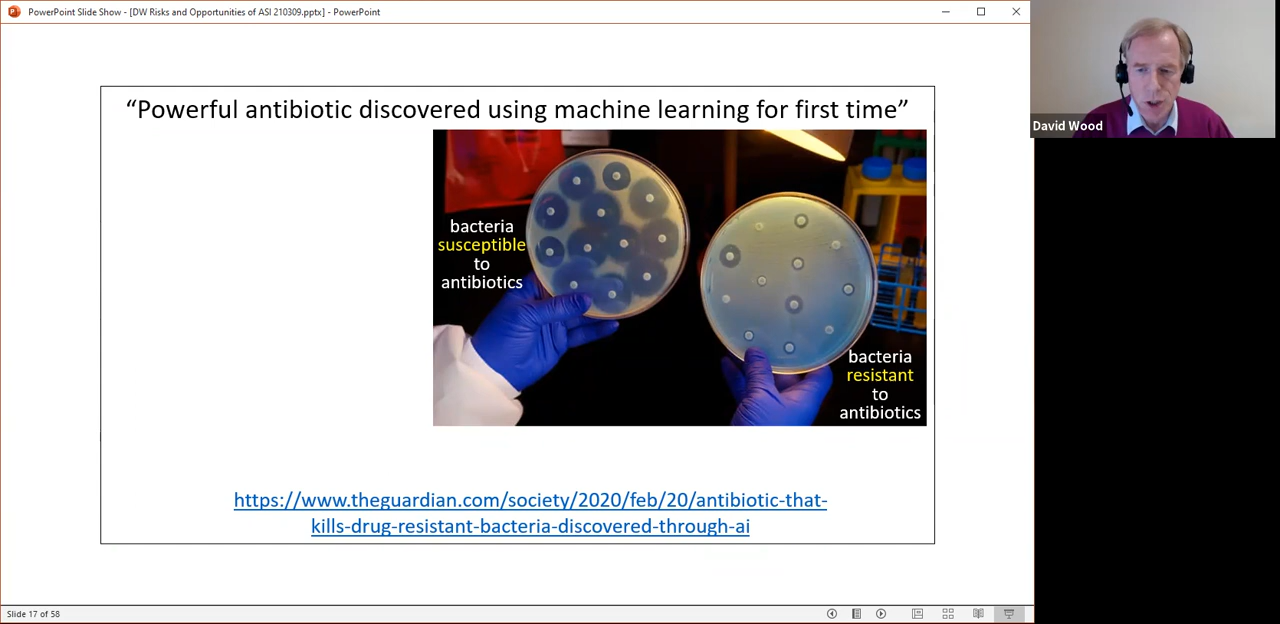 PowerPoint Slide Show - [DW Risks and Opportunities of ASI 210309.pptx] - PowerPoint
“Powerful antibiotic discovered using machine learning for first time”
bacteria
susceptible
to
antibiotics
bacteria
resistant
to
antibiotics
https://www.theguardian.com/society/2020/feb/20/antibiotic-that-
kills-drug-resistant-bacteria-discovered-through-ai
Slide 17 of 58
David Wood